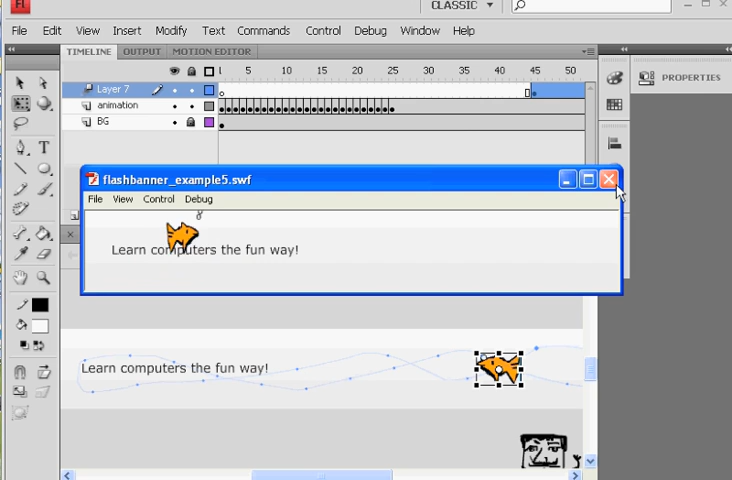 Fl
CLASSIC
File Edit View Insert Modify Text Commands Control Debug Window Help
TIMELINE OUTPUT MOTION EDITOR
PROPERTIES
5 10 15 20 25 30 35 40 45 50
Layer 7
animation
BG
flashbanner_example5.swf
File View Control Debug
Learn computers the fun way!
Learn computers the fun way!